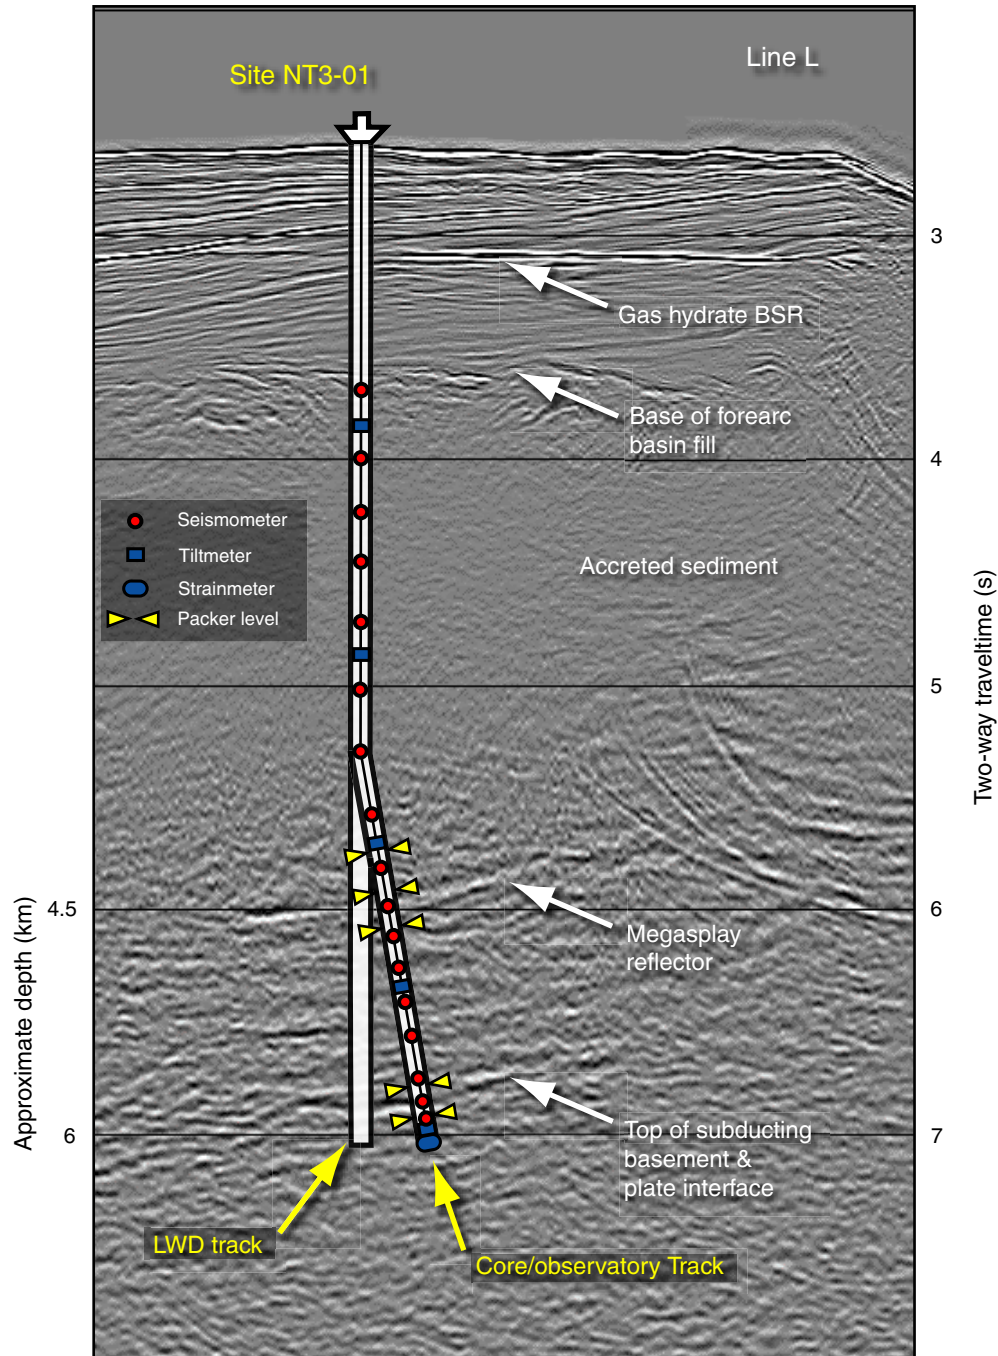 Line L
Site NT3-01
3
Gas hydrate BSR
Base of forearc
basin fill
4
Seismometer
Tiltmeter
Strainmeter
Packer level
Accreted sediment
Two-way traveltime (s)
5
Approximate depth (km)
4.5
6
Megasplay
reflector
6
7
Top of subducting
basement &
plate interface
LWD track
Core/observatory Track